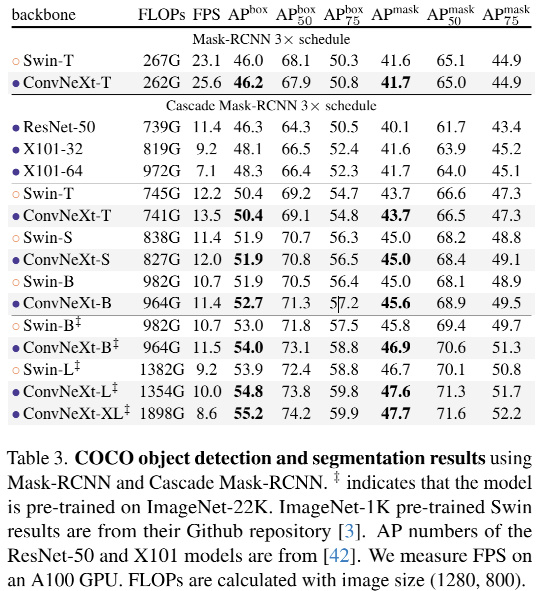 backbone FLOPs FPS AP^box AP^box_50 AP^box_75 AP^mask AP^mask_50 AP^mask_75
Mask-RCNN 3× schedule
○ Swin-T 267G 23.1 46.0 68.1 50.3 41.6 65.1 44.9
● ConvNeXt-T 262G 25.6 46.2 67.9 50.8 41.7 65.0 44.9
Cascade Mask-RCNN 3× schedule
● ResNet-50 739G 11.4 46.3 64.3 50.5 40.1 61.7 43.4
● X101-32 819G 9.2 48.1 66.5 52.4 41.6 63.9 45.2
● X101-64 972G 7.1 48.3 66.4 52.3 41.7 64.0 45.1
○ Swin-T 745G 12.2 50.4 69.2 54.7 43.7 66.6 47.3
● ConvNeXt-T 741G 13.5 50.4 69.1 54.8 43.7 66.5 47.3
○ Swin-S 838G 11.4 51.9 70.7 56.3 45.0 68.2 48.8
● ConvNeXt-S 827G 12.0 51.9 70.8 56.5 45.0 68.4 49.1
○ Swin-B 982G 10.7 51.9 70.5 56.4 45.0 68.1 48.9
● ConvNeXt-B 964G 11.4 52.7 71.3 57.2 45.6 68.9 49.5
○ Swin-B‡ 982G 10.7 53.0 71.8 57.5 45.8 69.4 49.7
● ConvNeXt-B‡ 964G 11.5 54.0 73.1 58.8 46.9 70.6 51.3
○ Swin-L‡ 1382G 9.2 53.9 72.4 58.8 46.7 70.1 50.8
● ConvNeXt-L‡ 1354G 10.0 54.8 73.8 59.8 47.6 71.3 51.7
● ConvNeXt-XL‡ 1898G 8.6 55.2 74.2 59.9 47.7 71.6 52.2
Table 3. COCO object detection and segmentation results using
Mask-RCNN and Cascade Mask-RCNN. ‡ indicates that the model
is pre-trained on ImageNet-22K. ImageNet-1K pre-trained Swin
results are from their Github repository [3]. AP numbers of the
ResNet-50 and X101 models are from [42]. We measure FPS on
an A100 GPU. FLOPs are calculated with image size (1280, 800).